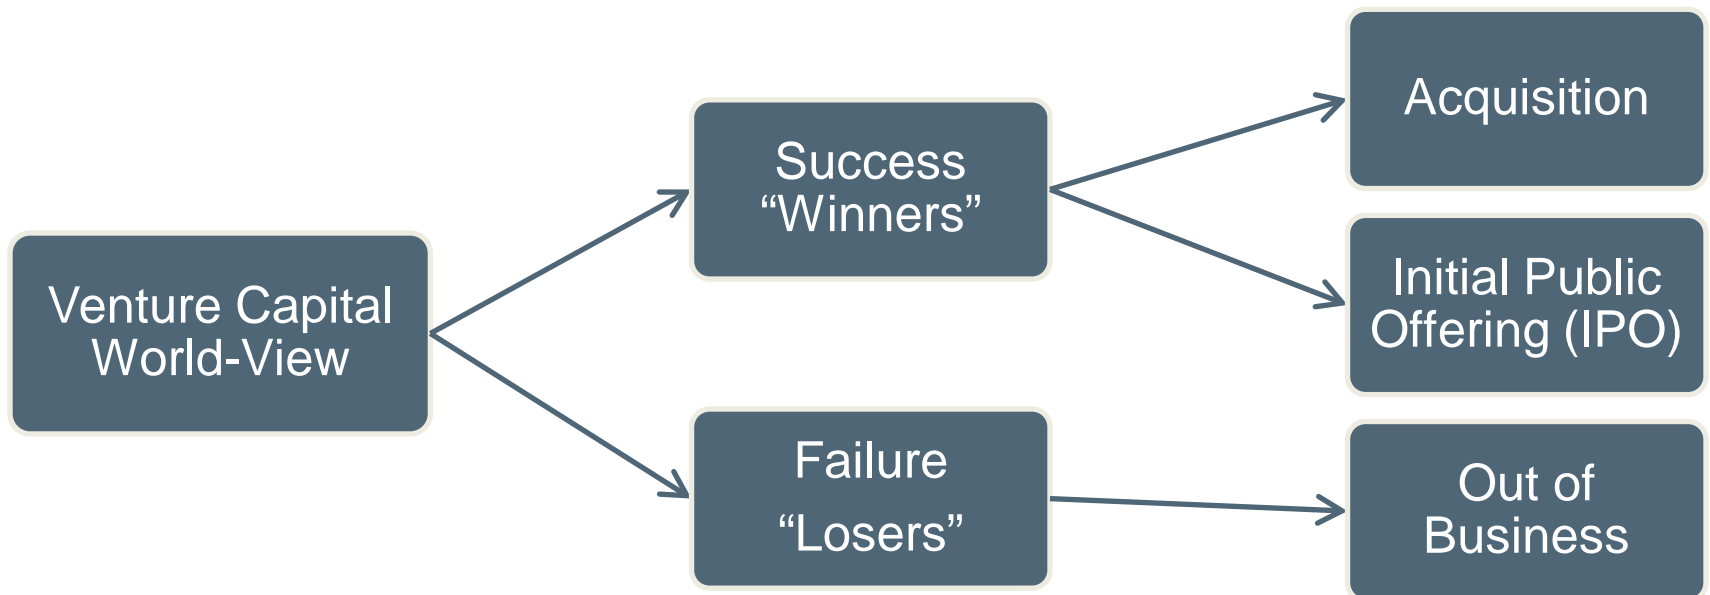 Venture Capital
World-View
Success
“Winners”
Failure
“Losers”
Acquisition
Initial Public
Offering (IPO)
Out of
Business